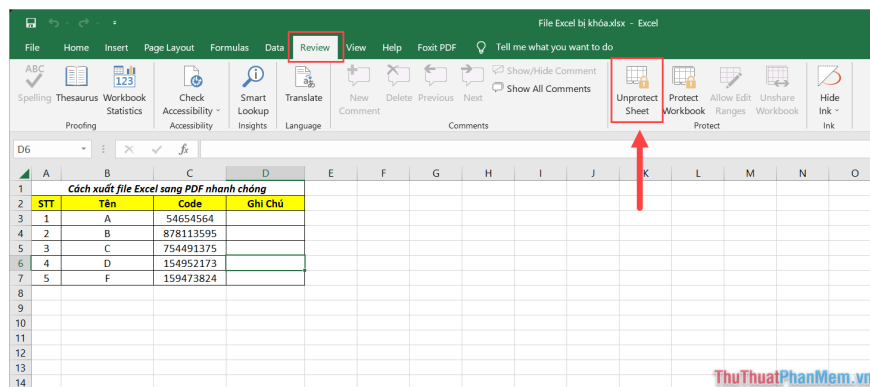 File Excel bị khóa.xlsx - Excel
File Home Insert Page Layout Formulas Data Review View Help Foxit PDF Tell me what you want to do
ABC
Spelling Thesaurus Workbook Statistics
Proofing
Check Accessibility
Accessibility
Smart Lookup
Insights
Translate
Language
New Comment Delete Previous Next
Show/Hide Comment
Show All Comments
Comments
Unprotect Sheet Protect Workbook Allow Edit Ranges Unshare Workbook
Protect
Hide Ink
Ink
D6 fx
A B C D E F G H I J K L M N O
1 Cách xuất file Excel sang PDF nhanh chóng
2 STT Tên Code Ghi Chú
3 1 A 54654564
4 2 B 878113595
5 3 C 754491375
6 4 D 154952173
7 5 F 159473824
8
9
10
11
12
13
14
ThuThuatPhanMem.vn